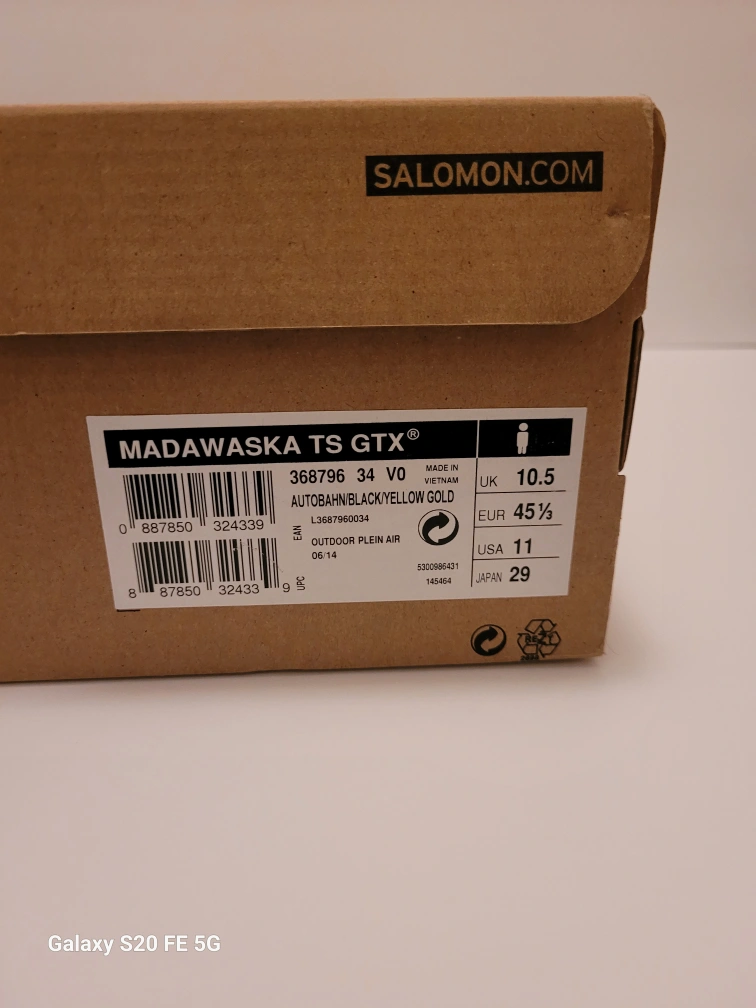 SALOMON.COM
MADAWASKA TS GTX®
368796 34 V0
MADE IN
VIETNAM
AUTOBAHN/BLACK/YELLOW GOLD
0 887850 324339
EAN
L3687960034
OUTDOOR PLEIN AIR
06/14
5300986431
145464
8 87850 32433 9
UPC
UK 10.5
EUR 45⅓
USA 11
JAPAN 29
Galaxy S20 FE 5G